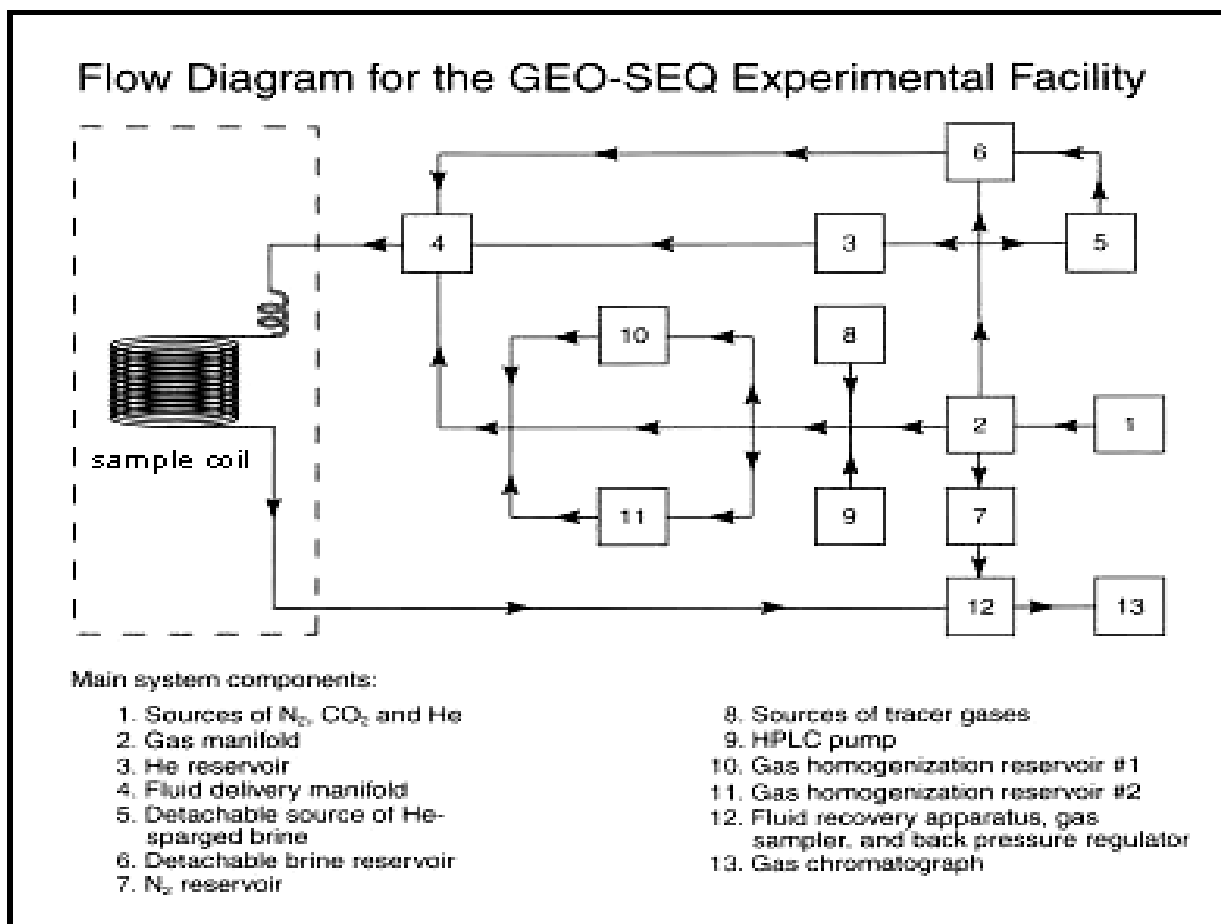 Flow Diagram for the GEO-SEQ Experimental Facility
6
4
3
5
10
8
2
1
sample coil
11
9
7
12
13
Main system components:
1. Sources of N₂, CO₂ and He
2. Gas manifold
3. He reservoir
4. Fluid delivery manifold
5. Detachable source of He-
sparged brine
6. Detachable brine reservoir
7. N₂ reservoir
8. Sources of tracer gases
9. HPLC pump
10. Gas homogenization reservoir #1
11. Gas homogenization reservoir #2
12. Fluid recovery apparatus, gas
sampler, and back pressure regulator
13. Gas chromatograph